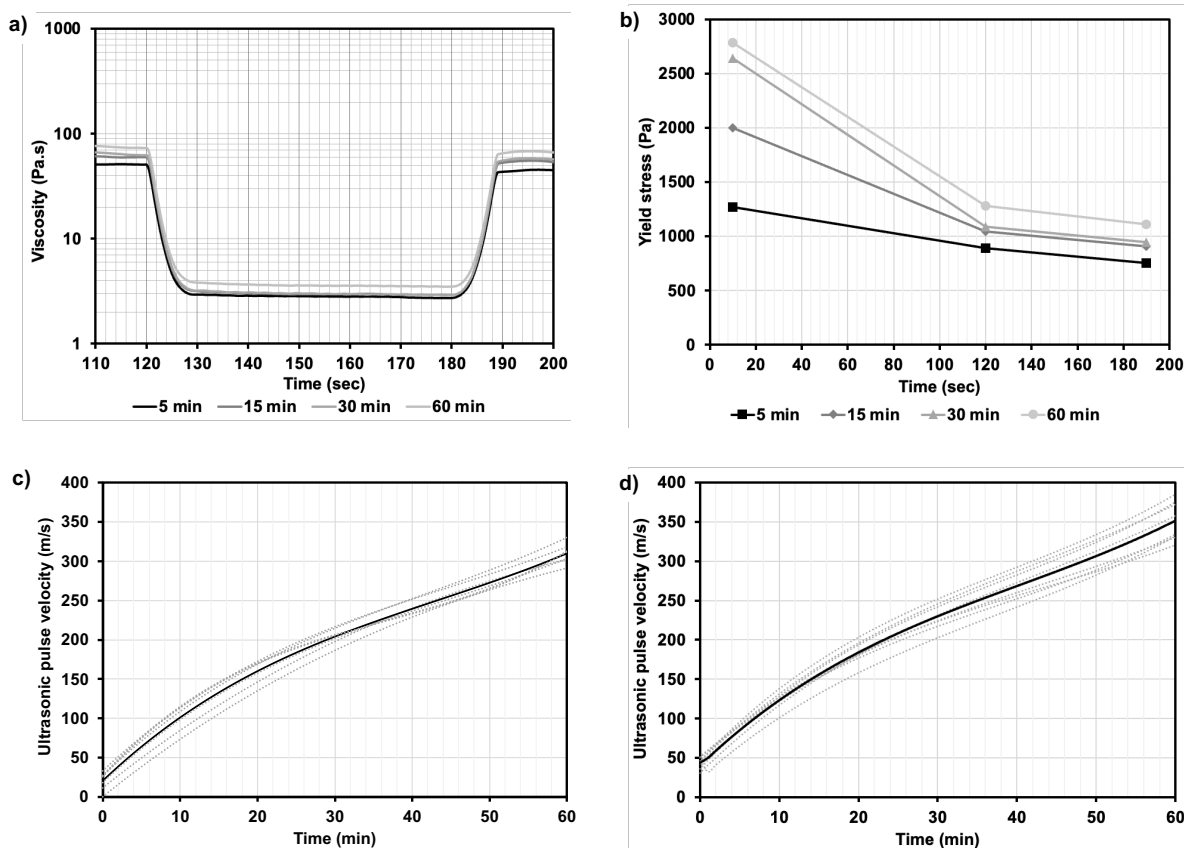 a)
1000
100
10
1
Viscosity (Pa.s)
110 120 130 140 150 160 170 180 190 200
Time (sec)
5 min 15 min 30 min 60 min
b)
3000
2500
2000
1500
1000
500
0
Yield stress (Pa)
0 20 40 60 80 100 120 140 160 180 200
Time (sec)
5 min 15 min 30 min 60 min
c)
400
350
300
250
200
150
100
50
0
Ultrasonic pulse velocity (m/s)
0 10 20 30 40 50 60
Time (min)
d)
400
350
300
250
200
150
100
50
0
Ultrasonic pulse velocity (m/s)
0 10 20 30 40 50 60
Time (min)